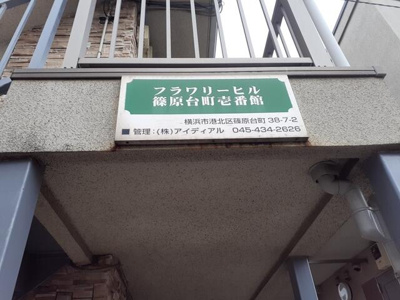 フラワリーヒル
篠原台町壱番館
横浜市港北区篠原台町 38-7-2
■ 管理：(株)アイディアル 045-434-2626